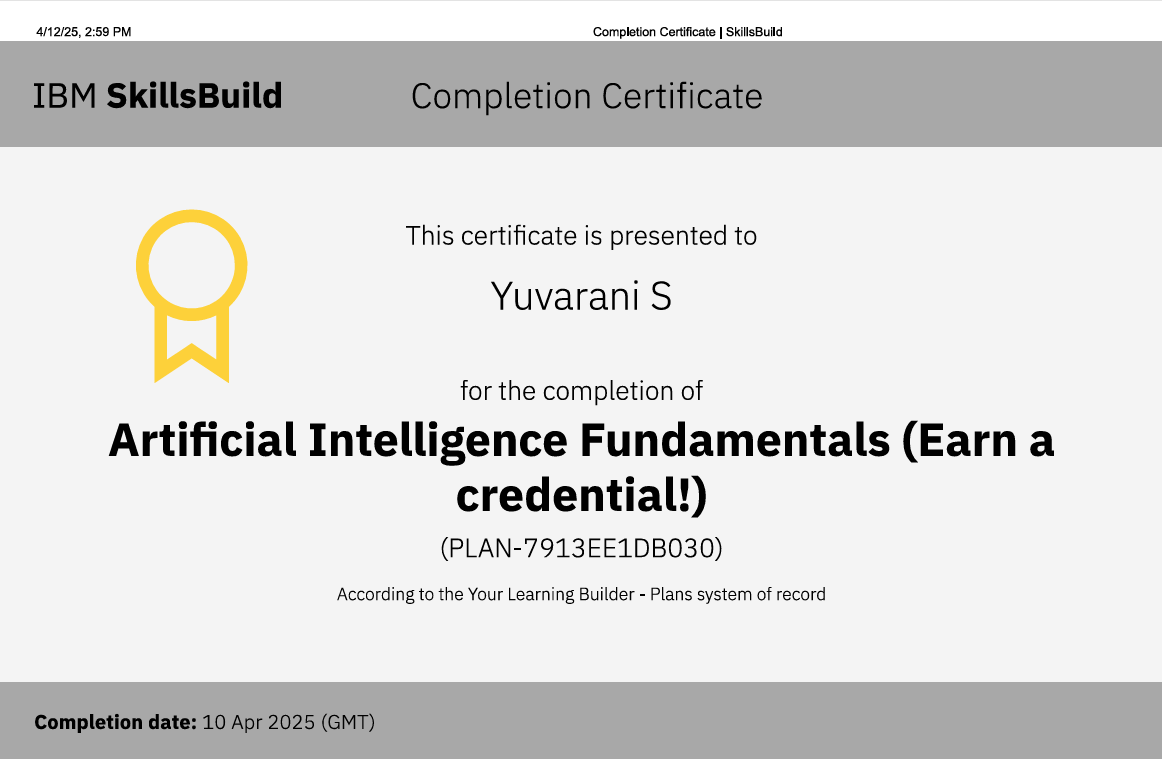 4/12/25, 2:59 PM
Completion Certificate | SkillsBuild
IBM SkillsBuild
Completion Certificate
This certificate is presented to
Yuvarani S
for the completion of
Artificial Intelligence Fundamentals (Earn a
credential!)
(PLAN-7913EE1DB030)
According to the Your Learning Builder - Plans system of record
Completion date: 10 Apr 2025 (GMT)